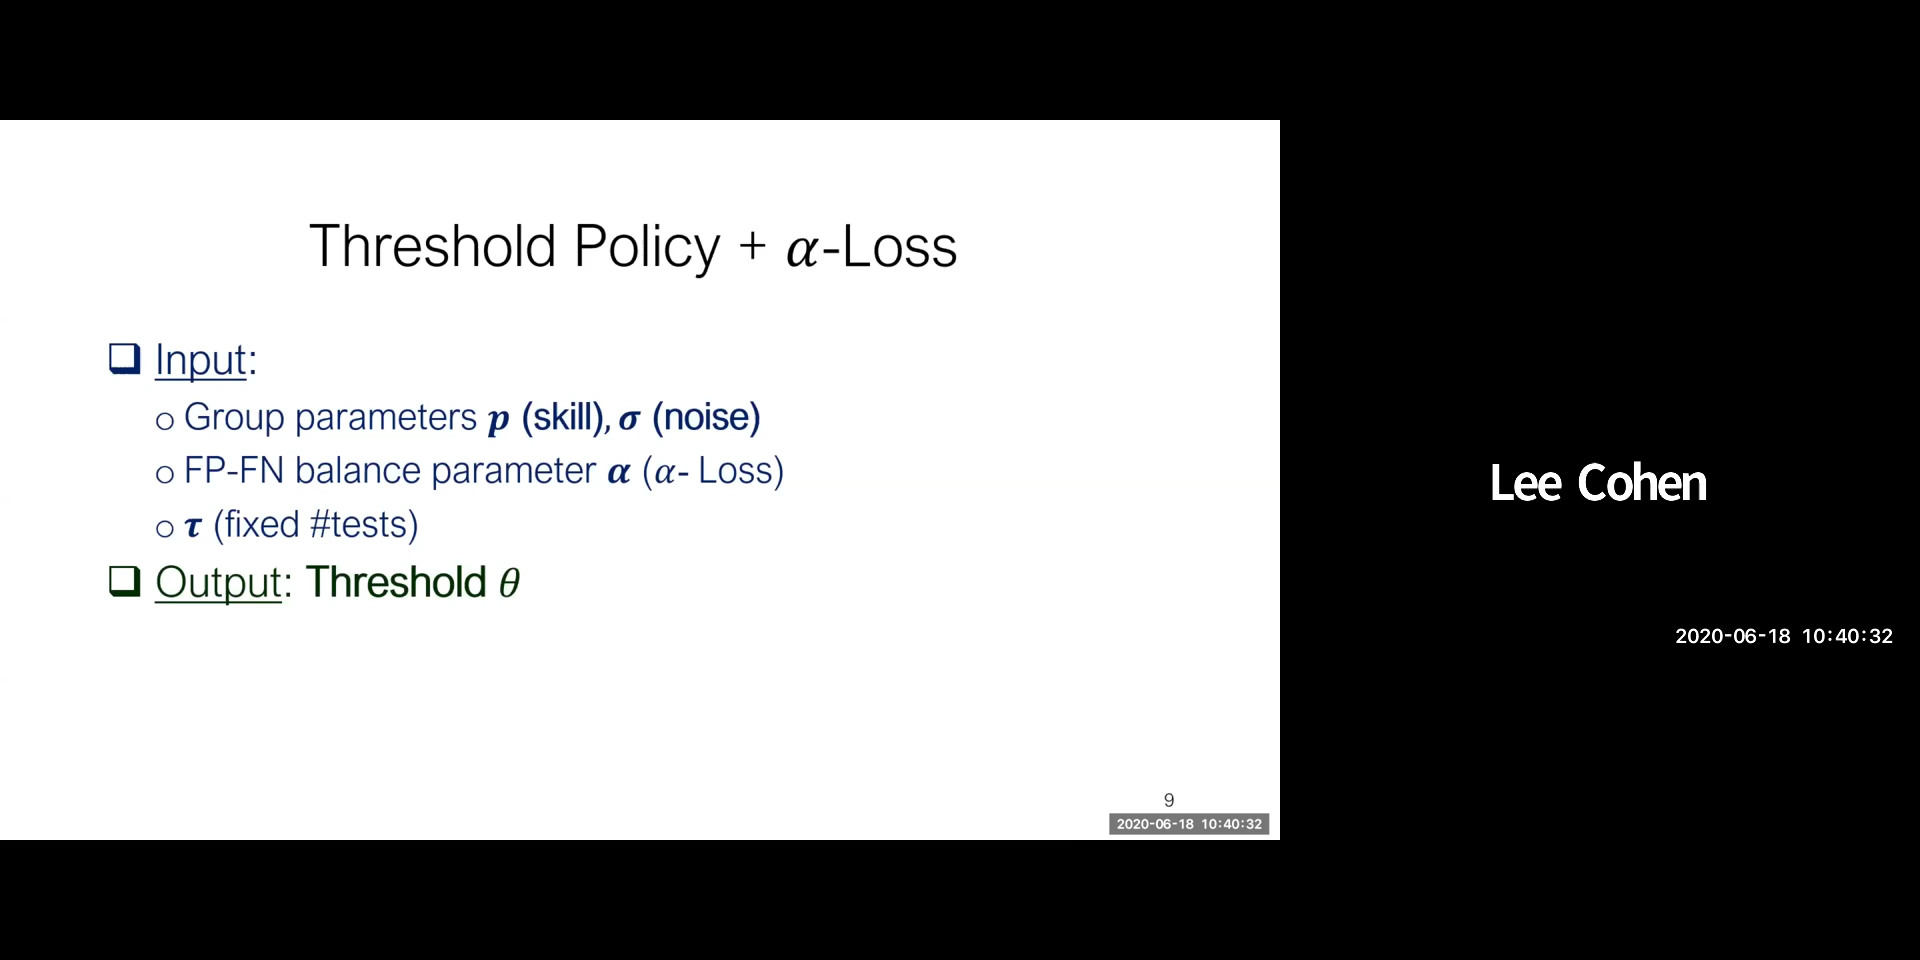 Threshold Policy + α-Loss
❑ Input:
○ Group parameters p (skill), σ (noise)
○ FP-FN balance parameter α (α- Loss)
○ τ (fixed #tests)
❑ Output: Threshold θ
9
2020-06-18 10:40:32
Lee Cohen
2020-06-18 10:40:32